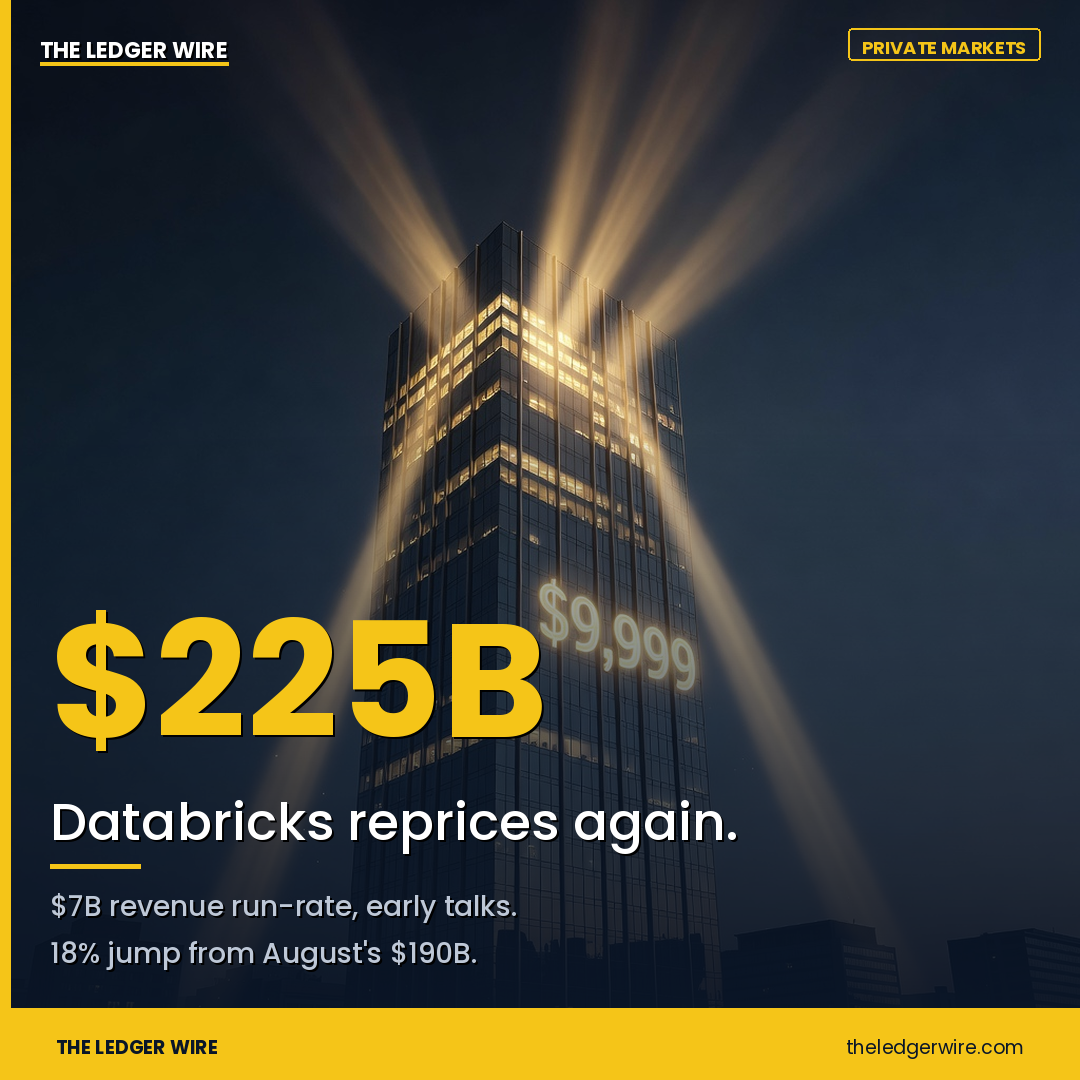 THE LEDGER WIRE
PRIVATE MARKETS
$9,999
$225B
Databricks reprices again.
$7B revenue run-rate, early talks.
18% jump from August's $190B.
THE LEDGER WIRE
theledgerwire.com